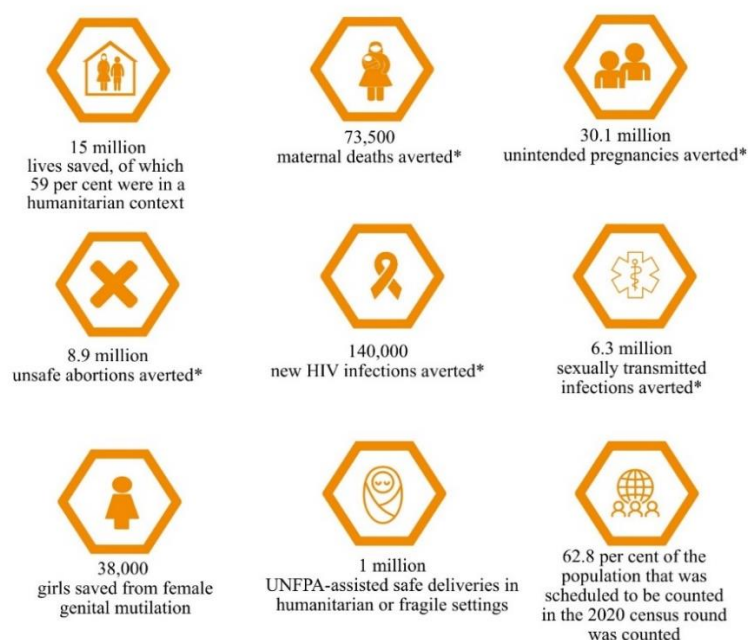 15 million
lives saved, of which
59 per cent were in a
humanitarian context
73,500
maternal deaths averted*
30.1 million
unintended pregnancies averted*
8.9 million
unsafe abortions averted*
140,000
new HIV infections averted*
6.3 million
sexually transmitted
infections averted*
38,000
girls saved from female
genital mutilation
1 million
UNFPA-assisted safe deliveries in
humanitarian or fragile settings
62.8 per cent of the
population that was
scheduled to be counted
in the 2020 census round
was counted